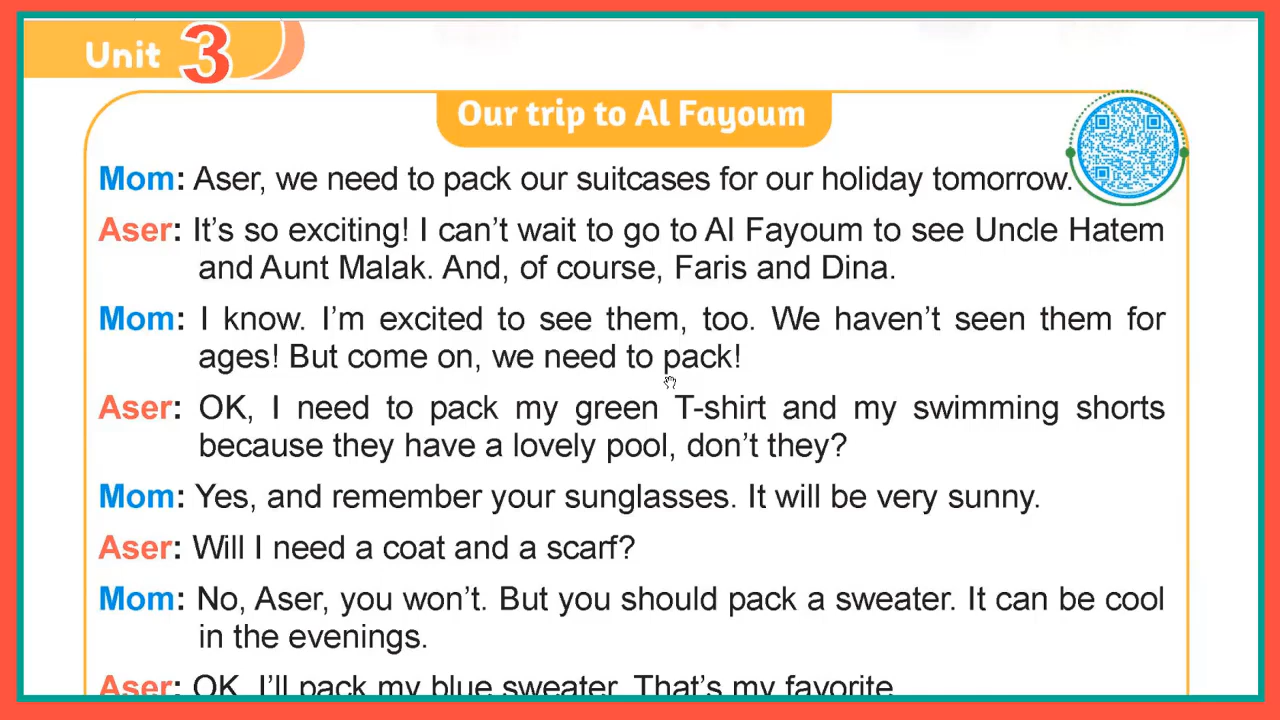 Unit 3
Our trip to Al Fayoum
Mom: Aser, we need to pack our suitcases for our holiday tomorrow.
Aser: It's so exciting! I can't wait to go to Al Fayoum to see Uncle Hatem
and Aunt Malak. And, of course, Faris and Dina.
Mom: I know. I'm excited to see them, too. We haven't seen them for
ages! But come on, we need to pack!
Aser: OK, I need to pack my green T-shirt and my swimming shorts
because they have a lovely pool, don't they?
Mom: Yes, and remember your sunglasses. It will be very sunny.
Aser: Will I need a coat and a scarf?
Mom: No, Aser, you won't. But you should pack a sweater. It can be cool
in the evenings.
Aser: OK, I'll pack my blue sweater. That's my favorite